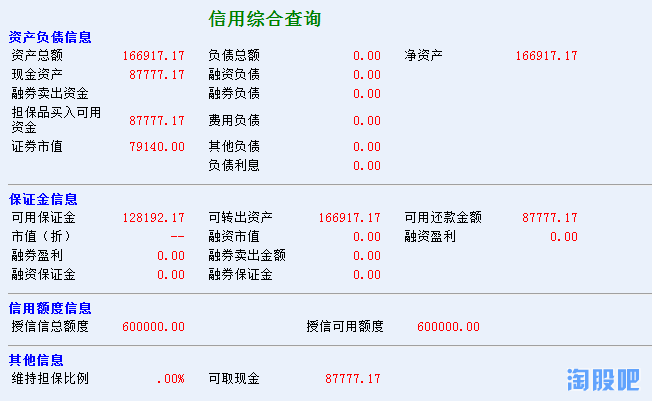 信用综合查询
资产负债信息
资产总额 166917.17 负债总额 0.00 净资产 166917.17
现金资产 87777.17 融资负债 0.00
融券卖出资金 融券负债 0.00
担保品买入可用
资金 87777.17 费用负债 0.00
证券市值 79140.00 其他负债 0.00
负债利息 0.00
保证金信息
可用保证金 128192.17 可转出资产 166917.17 可用还款金额 87777.17
市值（折） -- 融资市值 0.00 融资盈利 0.00
融券盈利 0.00 融券卖出金额 0.00
融资保证金 0.00 融券保证金 0.00
信用额度信息
授信信总额度 600000.00 授信可用额度 600000.00
其他信息
维持担保比例 .00% 可取现金 87777.17
淘股吧